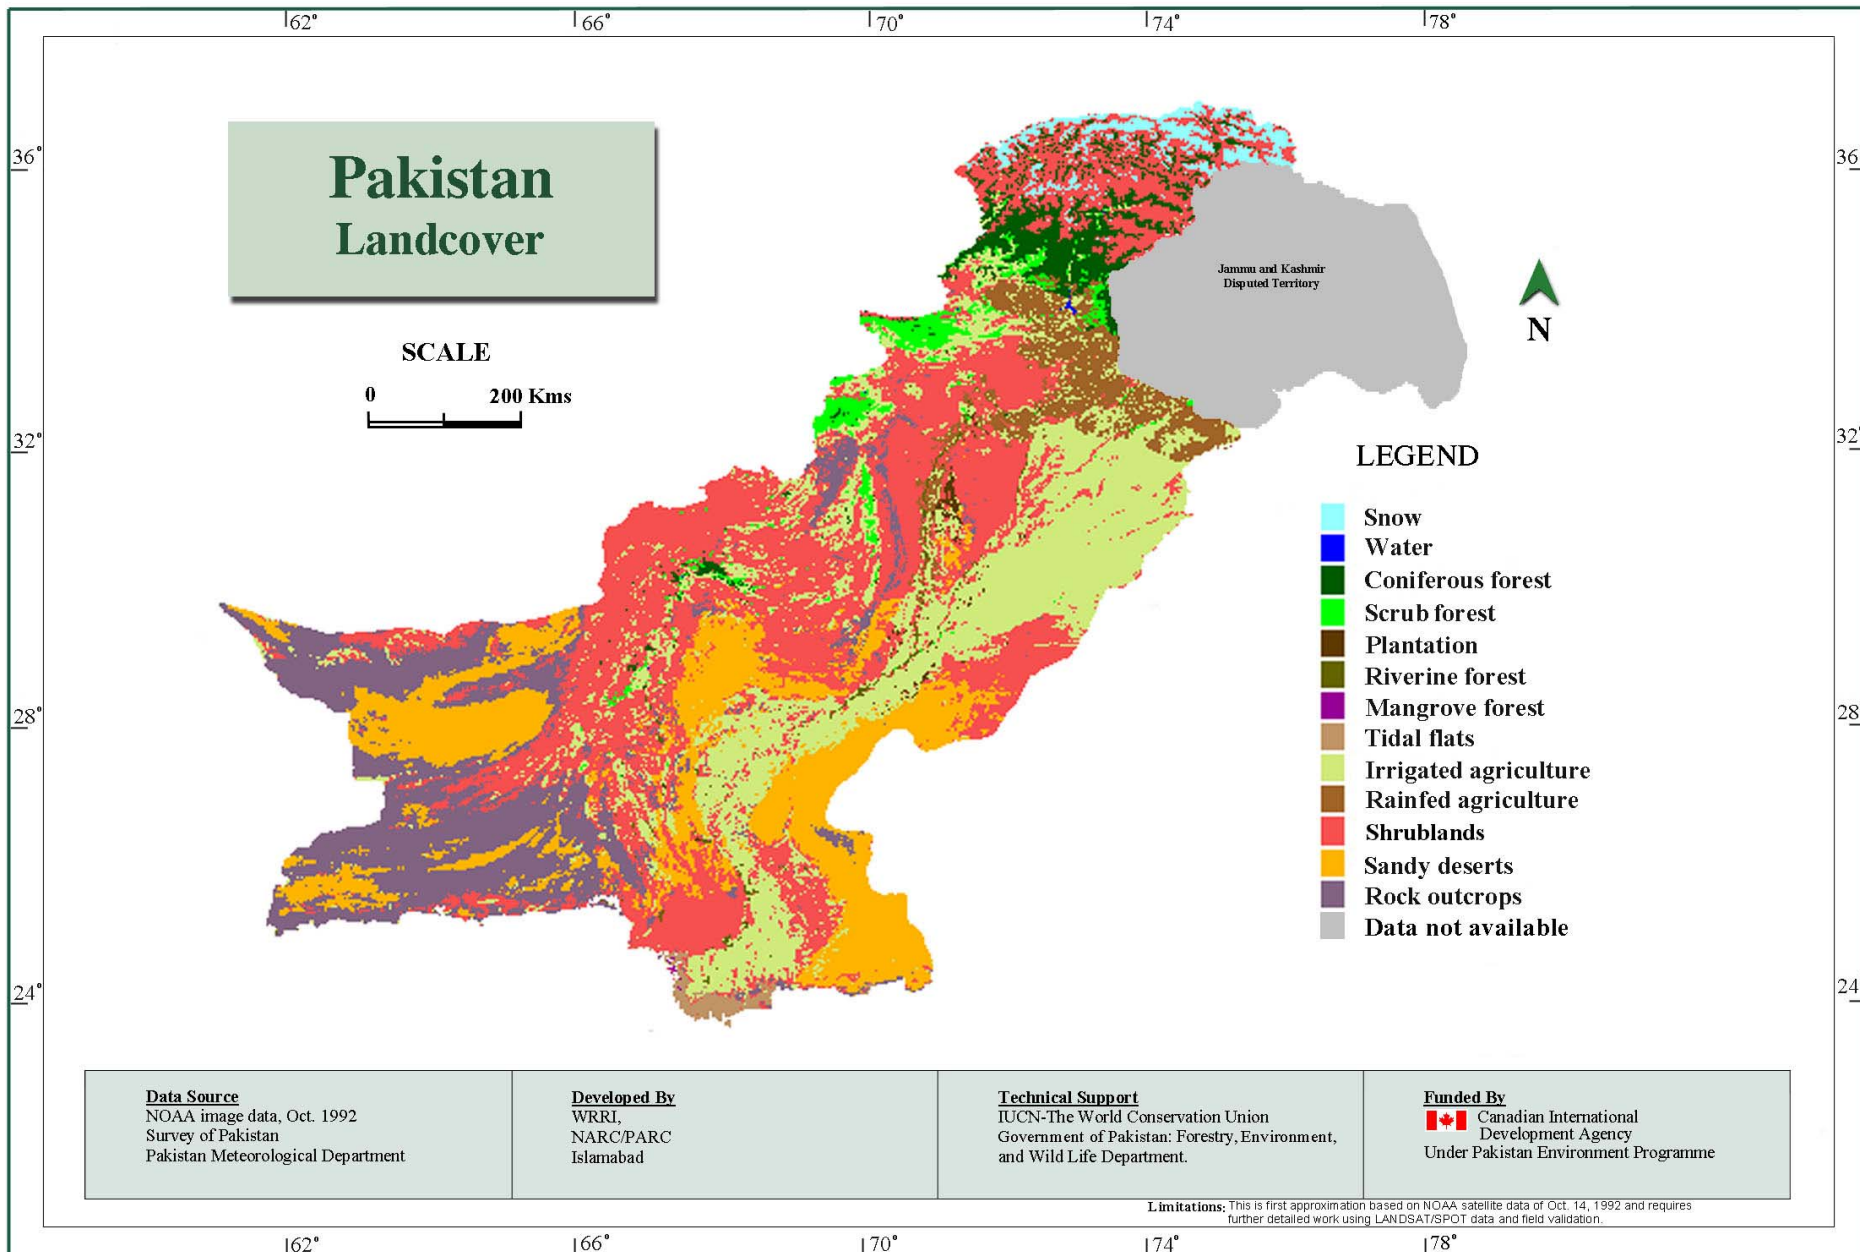 62° 66° 70° 74° 78°
36° 36
32° 32°
28° 28
24° 24
Pakistan
Landcover
SCALE
0 200 Kms
Jammu and Kashmir
Disputed Territory
N
LEGEND
Snow
Water
Coniferous forest
Scrub forest
Plantation
Riverine forest
Mangrove forest
Tidal flats
Irrigated agriculture
Rainfed agriculture
Shrublands
Sandy deserts
Rock outcrops
Data not available
Data Source
NOAA image data, Oct. 1992
Survey of Pakistan
Pakistan Meteorological Department
Developed By
WRRI,
NARC/PARC
Islamabad
Technical Support
IUCN-The World Conservation Union
Government of Pakistan: Forestry, Environment,
and Wild Life Department.
Funded By
Canadian International
Development Agency
Under Pakistan Environment Programme
Limitations: This is first approximation based on NOAA satellite data of Oct. 14, 1992 and requires
further detailed work using LANDSAT/SPOT data and field validation.
62° 66° 70° 74° 78°